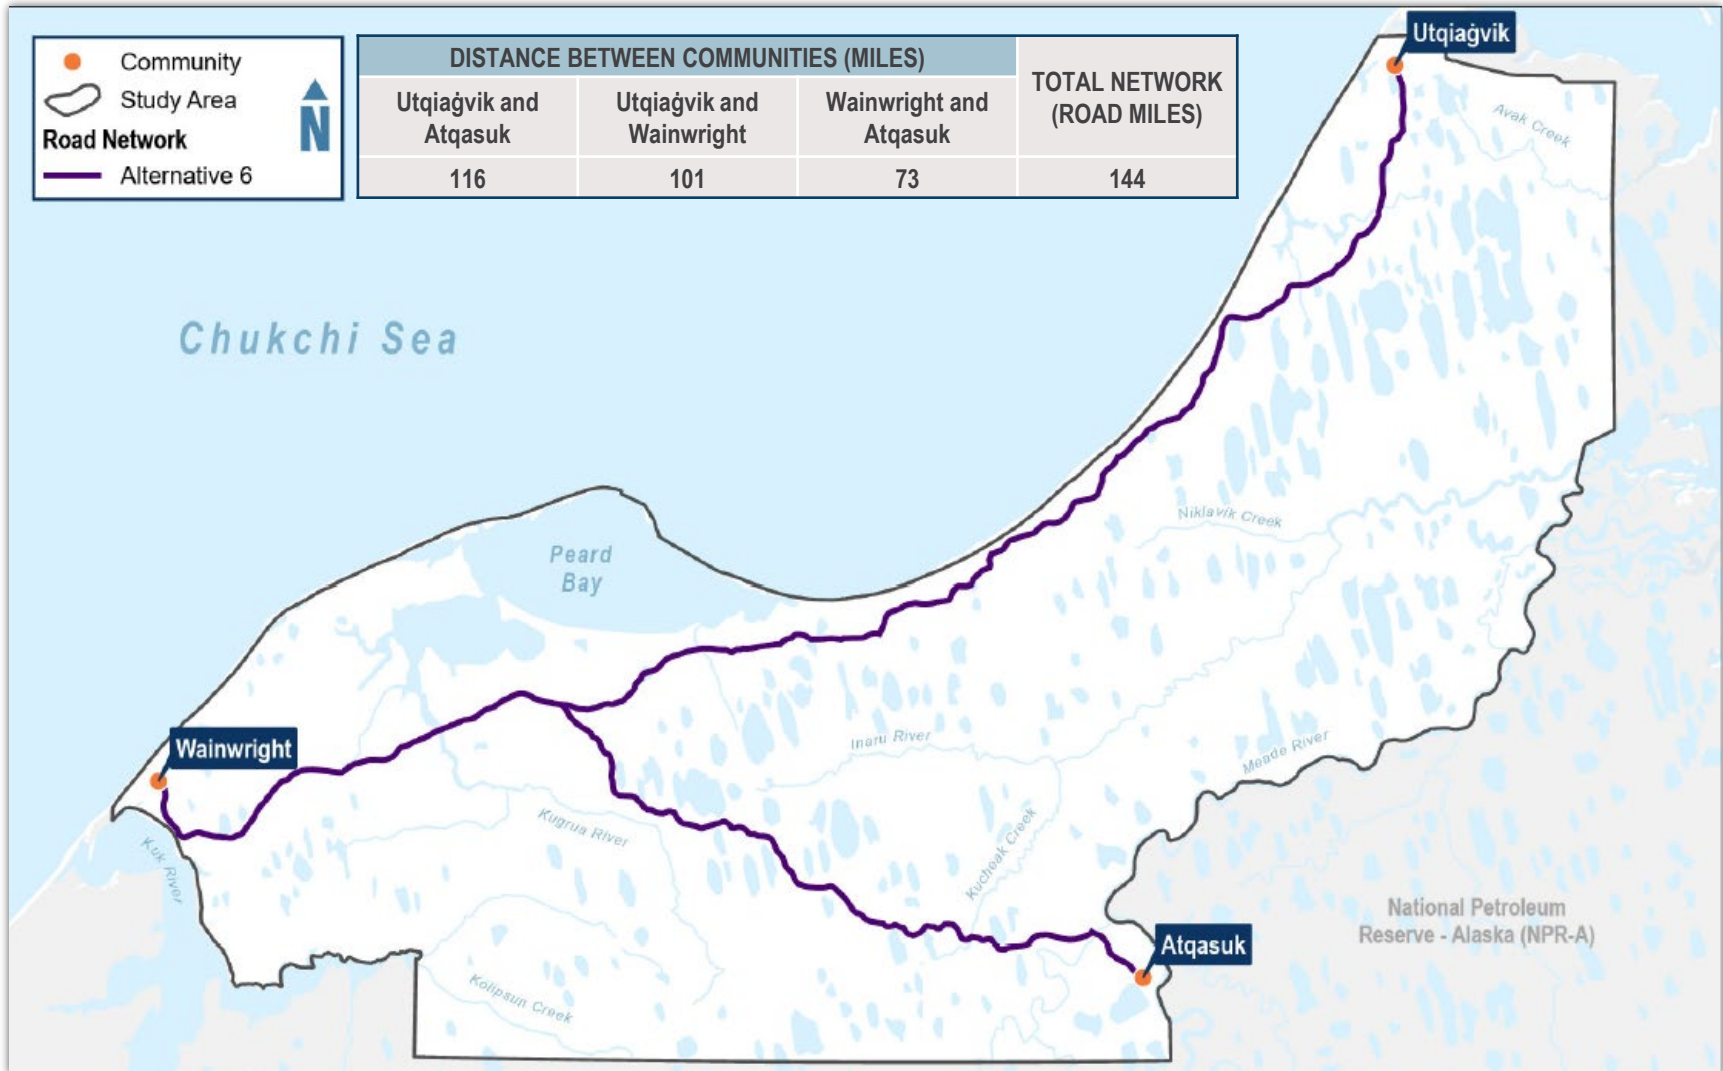 Community
Study Area
Road Network
Alternative 6
N
DISTANCE BETWEEN COMMUNITIES (MILES)
TOTAL NETWORK
(ROAD MILES)
Utqiaġvik and
Atqasuk
Utqiaġvik and
Wainwright
Wainwright and
Atqasuk
116
101
73
144
Utqiaġvik
Avak Creek
Chukchi Sea
Niklavik Creek
Peard
Bay
Wainwright
Inaru River
Meade River
Kugrua River
Kuk River
Kucheak Creek
National Petroleum
Reserve - Alaska (NPR-A)
Atqasuk
Kolipsun Creek